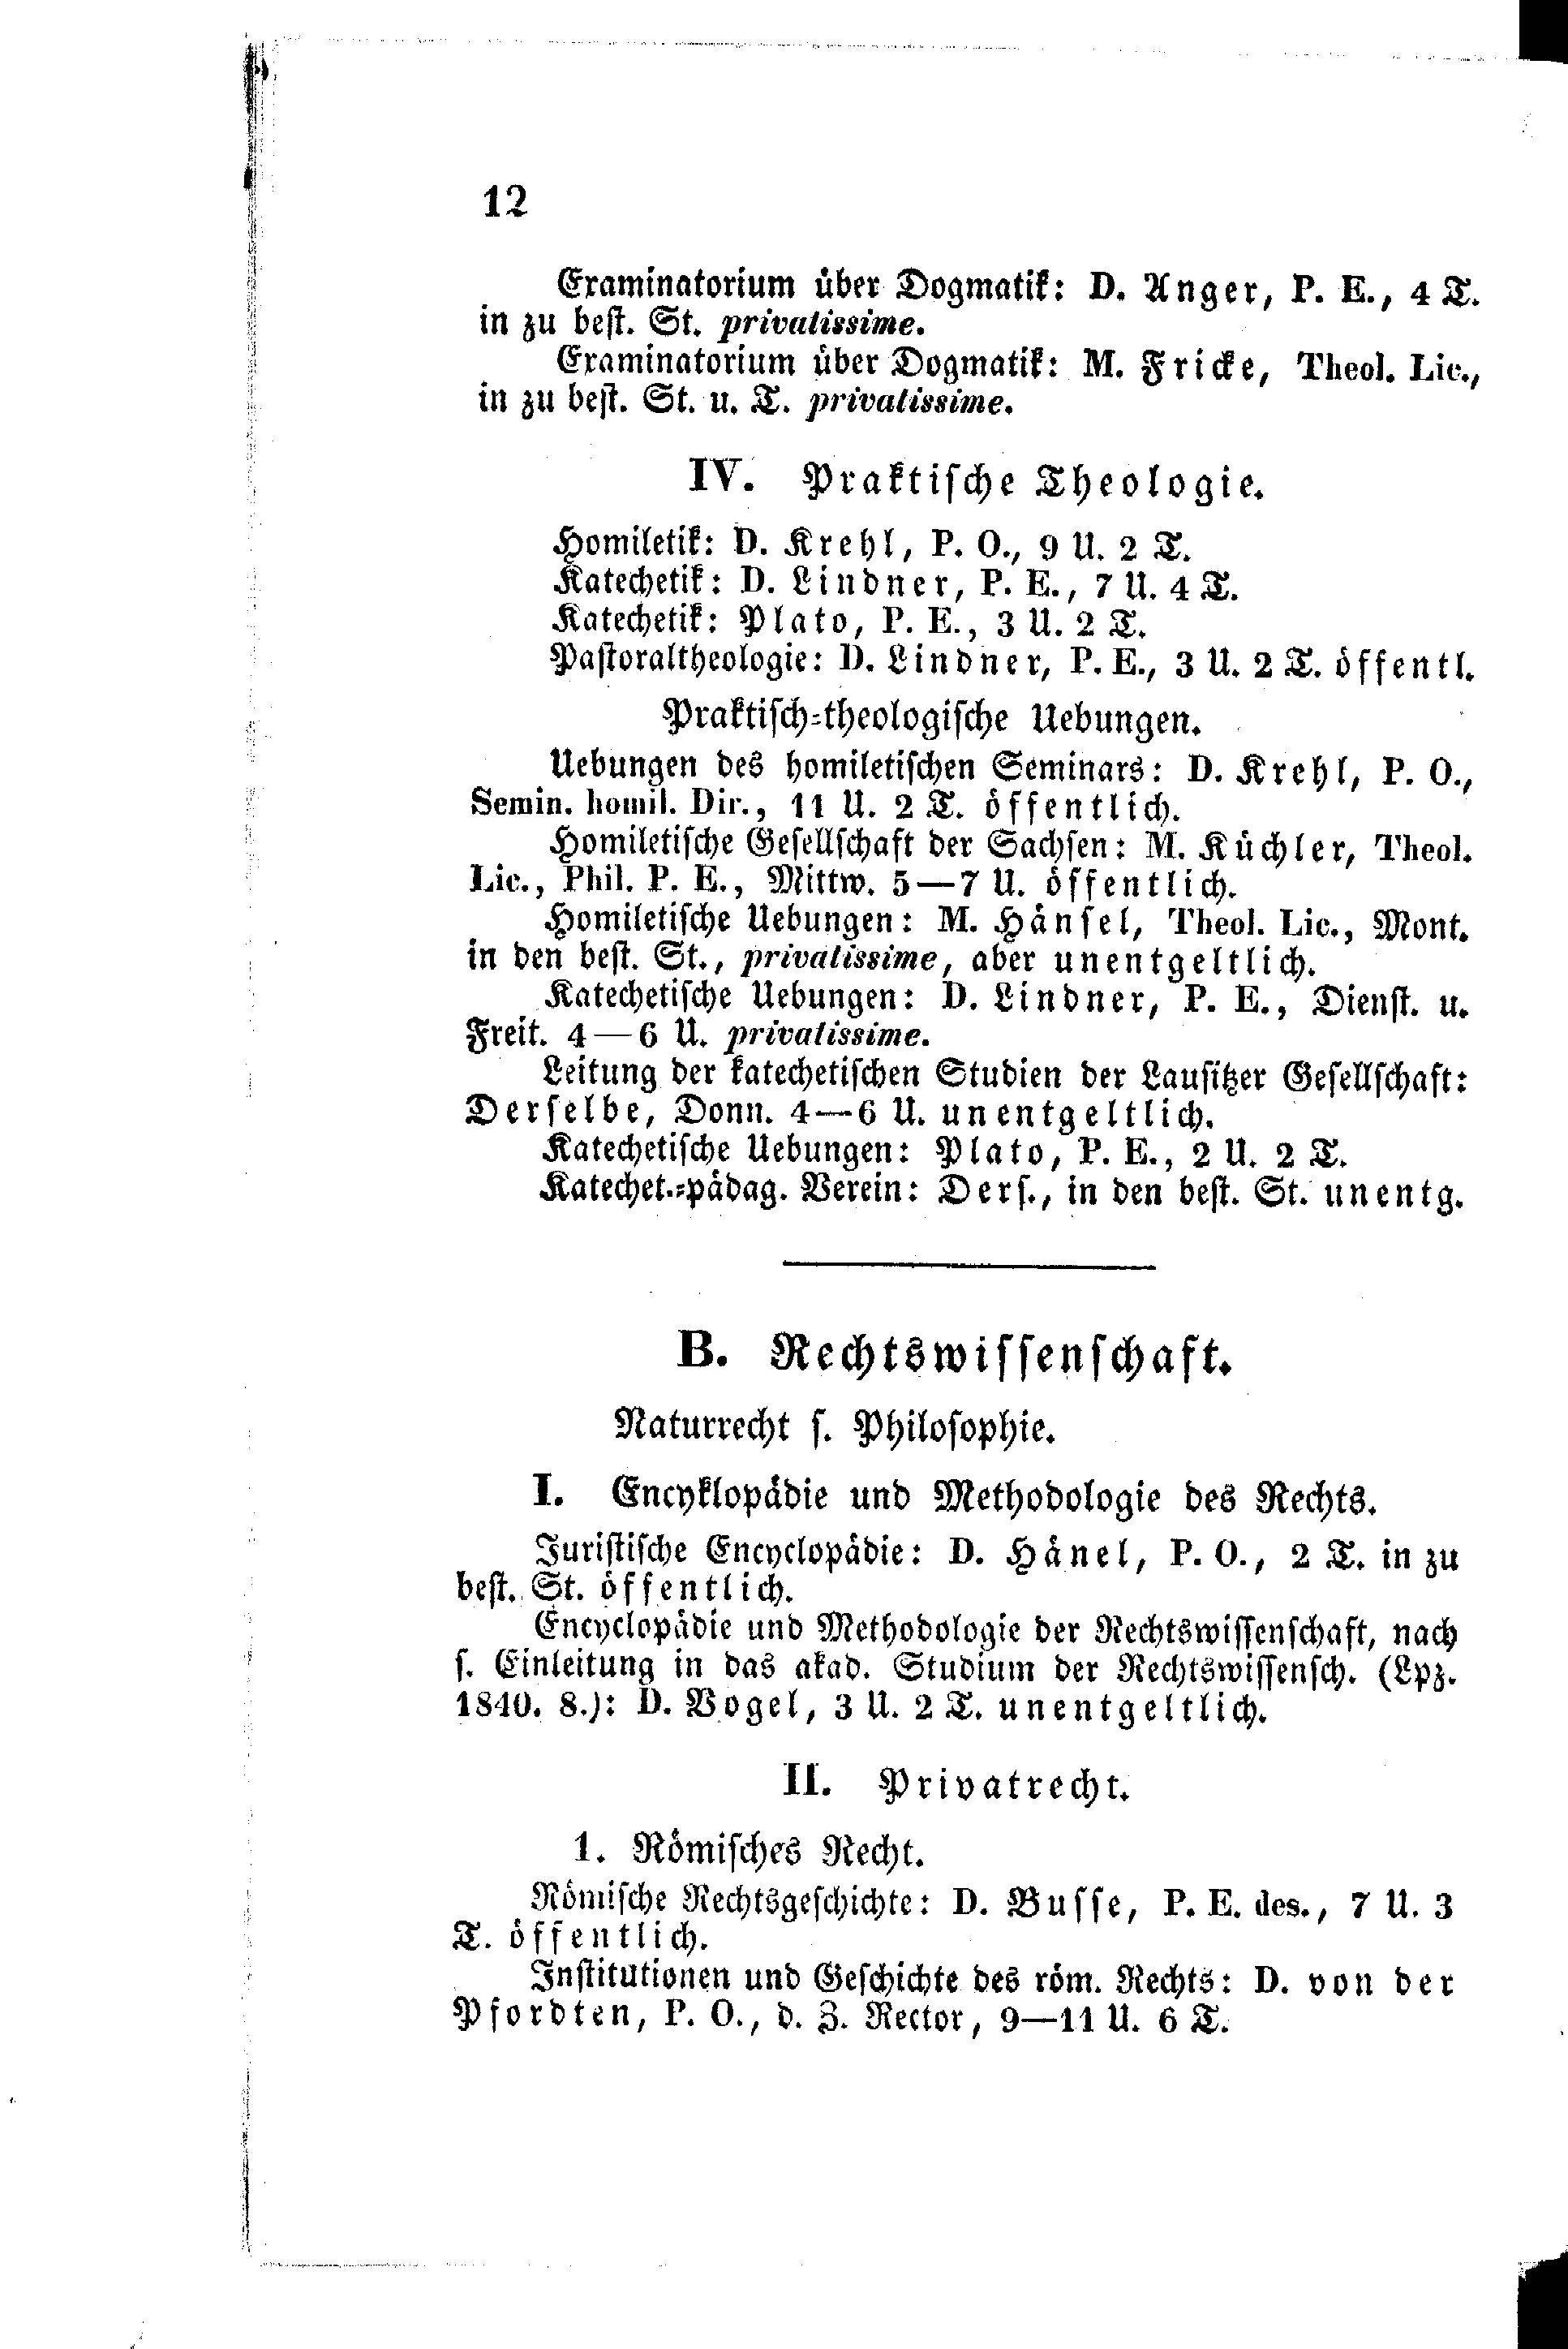 12
Examinatorium über Dogmatik: D. Anger, P. E., 4 T.
in zu best. St. privatissime.
Examinatorium über Dogmatik: M. Fricke, Theol. Lic.,
in zu best. St. u. T. privatissime.
IV. Praktische Theologie.
Homiletik: D. Krehl, P. O., 9 U. 2 T.
Katechetik: D. Lindner, P. E., 7 U. 4 T.
Katechetik: Plato, P. E., 3 U. 2 T.
Pastoraltheologie: D. Lindner, P. E., 3 U. 2 T. öffentl.
Praktisch-theologische Uebungen.
Uebungen des homiletischen Seminars: D. Krehl, P. O.,
Semin. homil. Dir., 11 U. 2 T. öffentlich.
Homiletische Gesellschaft der Sachsen: M. Küchler, Theol.
Lic., Phil. P. E., Mittw. 5—7 U. öffentlich.
Homiletische Uebungen: M. Hänsel, Theol. Lic., Mont.
in den best. St., privatissime, aber unentgeltlich.
Katechetische Uebungen: D. Lindner, P. E., Dienst. u.
Freit. 4—6 U. privatissime.
Leitung der katechetischen Studien der Lausitzer Gesellschaft:
Derselbe, Donn. 4—6 U. unentgeltlich.
Katechetische Uebungen: Plato, P. E., 2 U. 2 T.
Katechet.-pädag. Verein: Ders., in den best. St. unentg.
B. Rechtswissenschaft.
Naturrecht s. Philosophie.
I. Encyklopädie und Methodologie des Rechts.
Juristische Encyclopädie: D. Hänel, P. O., 2 T. in zu
best. St. öffentlich.
Encyclopädie und Methodologie der Rechtswissenschaft, nach
s. Einleitung in das akad. Studium der Rechtswissensch. (Lpz.
1840. 8.): D. Vogel, 3 U. 2 T. unentgeltlich.
II. Privatrecht.
1. Römisches Recht.
Römische Rechtsgeschichte: D. Busse, P. E. des., 7 U. 3
T. öffentlich.
Institutionen und Geschichte des röm. Rechts: D. von der
Pfordten, P. O., d. Z. Rector, 9—11 U. 6 T.